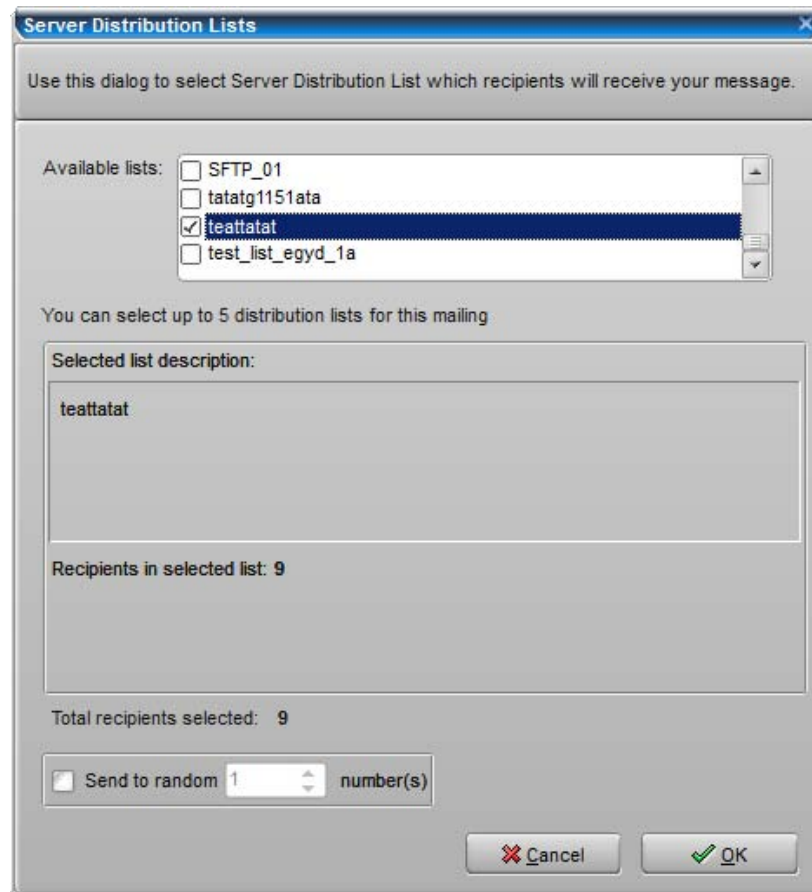 Server Distribution Lists
Use this dialog to select Server Distribution List which recipients will receive your message.
Available lists:
SFTP_01
tatatg1151ata
teattatat
test_list_egyd_1a
You can select up to 5 distribution lists for this mailing
Selected list description:
teattatat
Recipients in selected list: 9
Total recipients selected: 9
Send to random 1 number(s)
Cancel OK